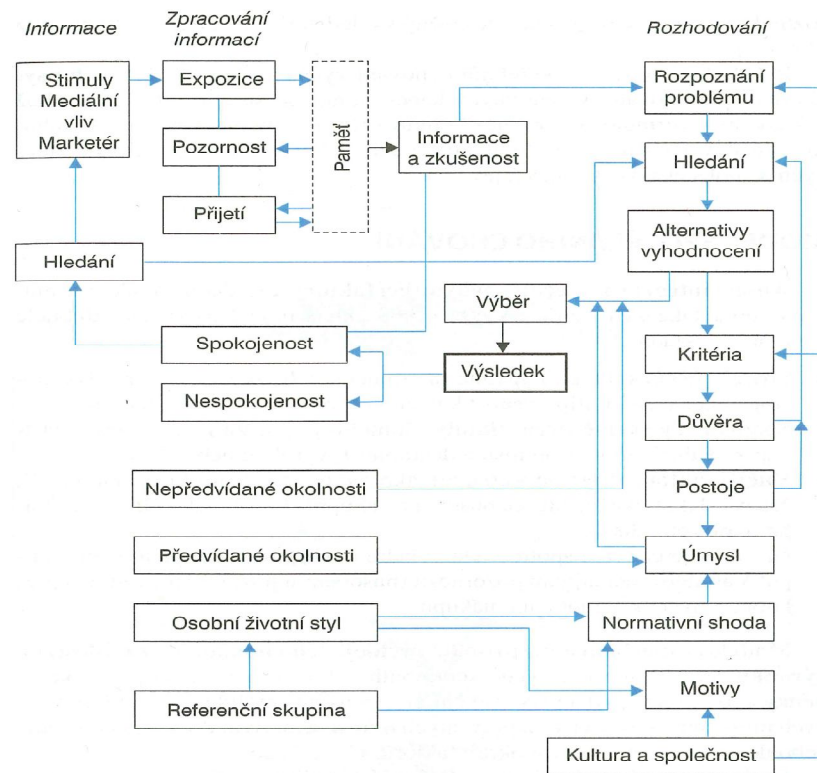 Informace
Zpracování
informací
Rozhodování
Stimuly
Mediální
vliv
Marketér
Expozice
Pozornost
Přijetí
Paměť
Informace
a zkušenost
Rozpoznání
problému
Hledání
Alternativy
vyhodnocení
Hledání
Výběr
Výsledek
Spokojenost
Nespokojenost
Kritéria
Důvěra
Postoje
Nepředvídané okolnosti
Předvídané okolnosti
Úmysl
Osobní životní styl
Normativní shoda
Referenční skupina
Motivy
Kultura a společnost